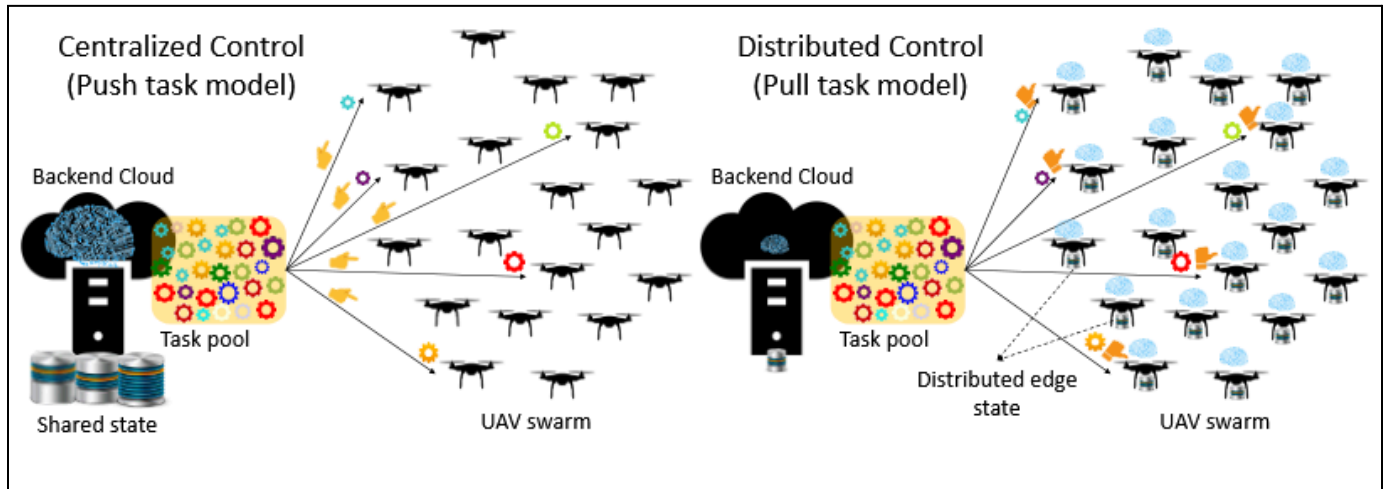 Centralized Control
(Push task model)
Backend Cloud
Task pool
Shared state
UAV swarm
Distributed Control
(Pull task model)
Backend Cloud
Task pool
Distributed edge
state
UAV swarm